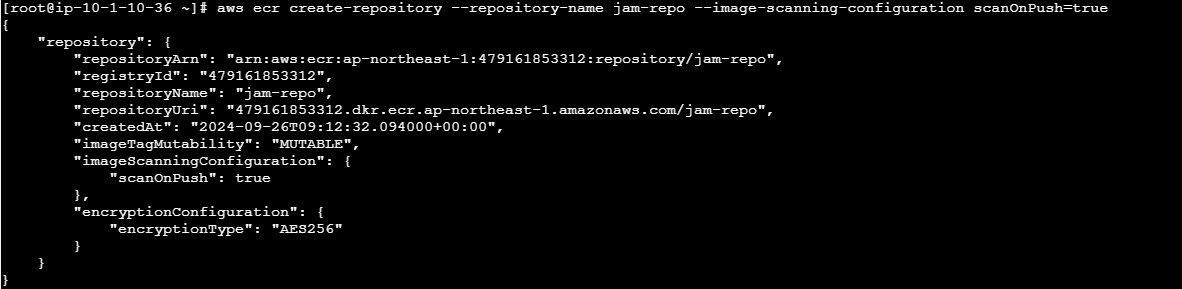 [root@ip-10-1-10-36 ~]# aws ecr create-repository --repository-name jam-repo --image-scanning-configuration scanOnPush=true
{
    "repository": {
        "repositoryArn": "arn:aws:ecr:ap-northeast-1:479161853312:repository/jam-repo",
        "registryId": "479161853312",
        "repositoryName": "jam-repo",
        "repositoryUri": "479161853312.dkr.ecr.ap-northeast-1.amazonaws.com/jam-repo",
        "createdAt": "2024-09-26T09:12:32.094000+00:00",
        "imageTagMutability": "MUTABLE",
        "imageScanningConfiguration": {
            "scanOnPush": true
        },
        "encryptionConfiguration": {
            "encryptionType": "AES256"
        }
    }
}